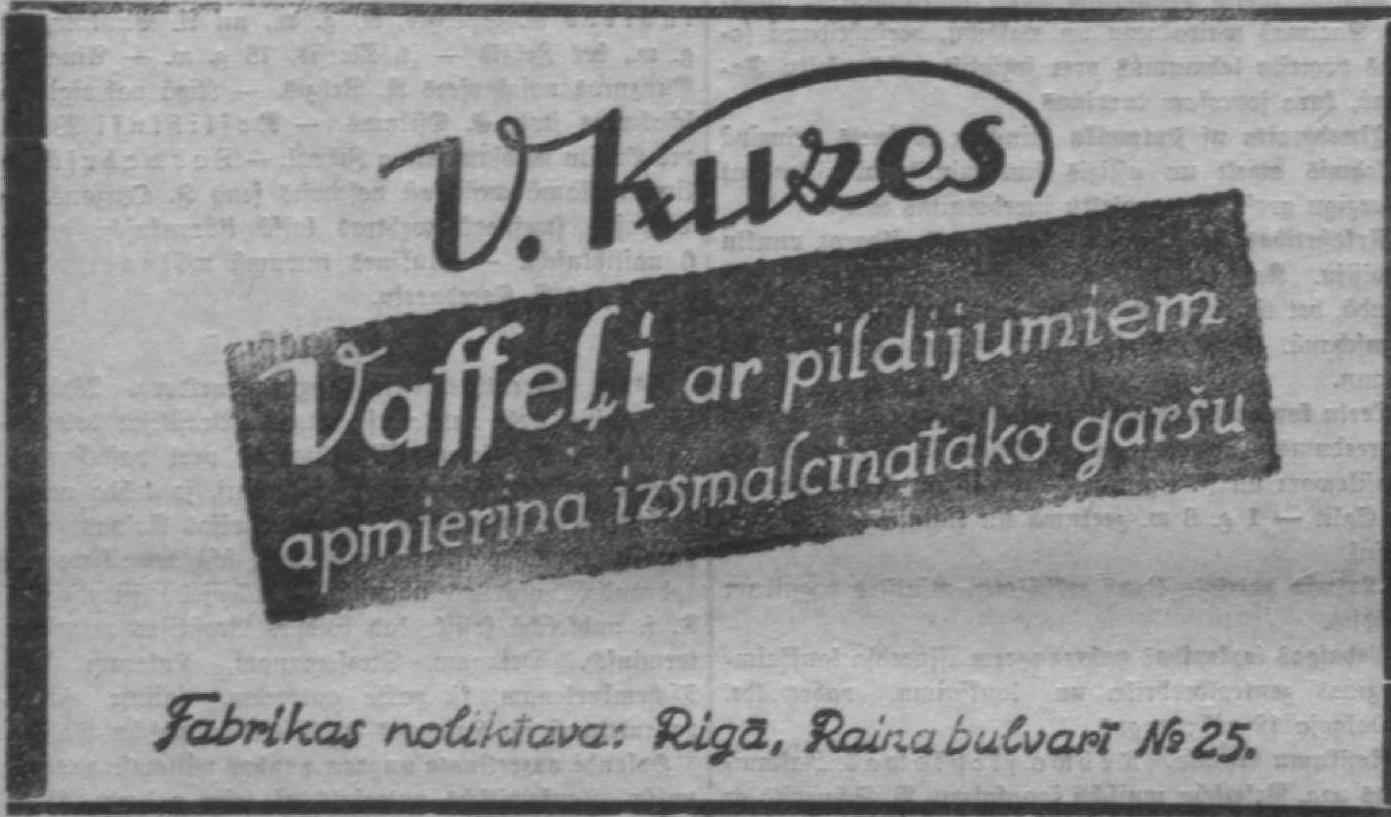 V. Kuzes
Vaffeļi ar pildijumiem
apmierina izsmalcinatako garšu
Fabrikas noliktava: Rigā, Raiņa bulvarī № 25.